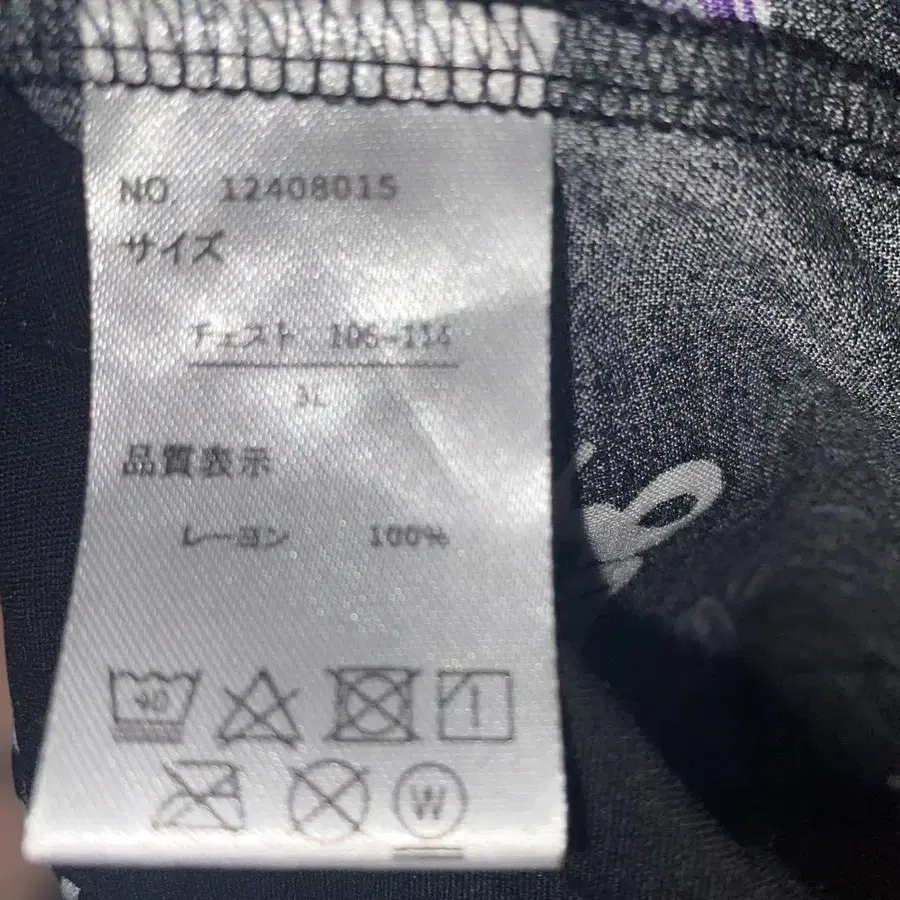 NO. 12408015
サイズ
チェスト 106-114
3L
品質表示
レーヨン 100%
40
W